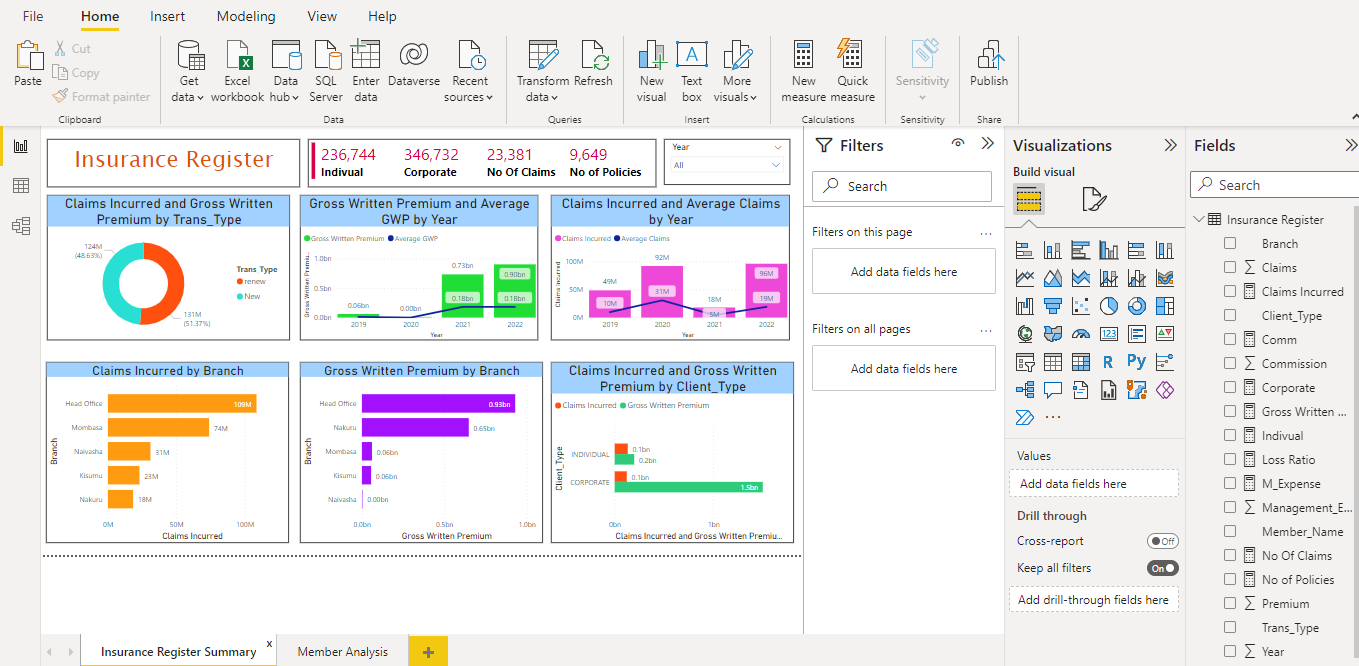 File Home Insert Modeling View Help
Paste
Cut
Copy
Format painter
Clipboard
Get data
Excel workbook
Data hub
SQL Server
Enter data
Dataverse
Recent sources
Data
Transform data
Refresh
Queries
New visual
Text box
More visuals
Insert
New measure
Quick measure
Calculations
Sensitivity
Sensitivity
Publish
Share
Insurance Register
236,744 346,732 23,381 9,649
Indivual Corporate No Of Claims No of Policies
Year
All
Claims Incurred and Gross Written
Premium by Trans_Type
124M
(48.63%)
131M
(51.37%)
Trans Type
renew
New
Gross Written Premium and Average
GWP by Year
Gross Written Premium Average GWP
Gross Written Premiu...
1.0bn
0.5bn
0.0bn
0.06bn
0.00bn
0.73bn
0.18bn
0.90bn
0.18bn
2019 2020 2021 2022
Year
Claims Incurred and Average Claims
by Year
Claims Incurred Average Claims
Claims Incurred
100M
50M
0M
49M
10M
92M
31M
18M
5M
96M
19M
2019 2020 2021 2022
Year
Claims Incurred by Branch
Branch
Head Office 109M
Mombasa 74M
Naivasha 31M
Kisumu 23M
Nakuru 18M
0M 50M 100M
Claims Incurred
Gross Written Premium by Branch
Branch
Head Office 0.93bn
Nakuru 0.65bn
Mombasa 0.06bn
Kisumu 0.06bn
Naivasha 0.00bn
0.0bn 0.5bn 1.0bn
Gross Written Premium
Claims Incurred and Gross Written
Premium by Client_Type
Claims Incurred Gross Written Premium
Client_Type
INDIVIDUAL
0.1bn
0.2bn
CORPORATE
0.1bn
1.5bn
0bn 1bn
Claims Incurred and Gross Written Premiu...
Insurance Register Summary x
Member Analysis
+
Filters
Search
Filters on this page ...
Add data fields here
Filters on all pages ...
Add data fields here
Visualizations
Build visual
123
R
Py
...
Values
Add data fields here
Drill through
Cross-report Off
Keep all filters On
Add drill-through fields here
Fields
Search
Insurance Register
Branch
Claims
Claims Incurred
Client_Type
Comm
Commission
Corporate
Gross Written ...
Indivual
Loss Ratio
M_Expense
Management_E...
Member_Name
No Of Claims
No of Policies
Premium
Trans_Type
Year